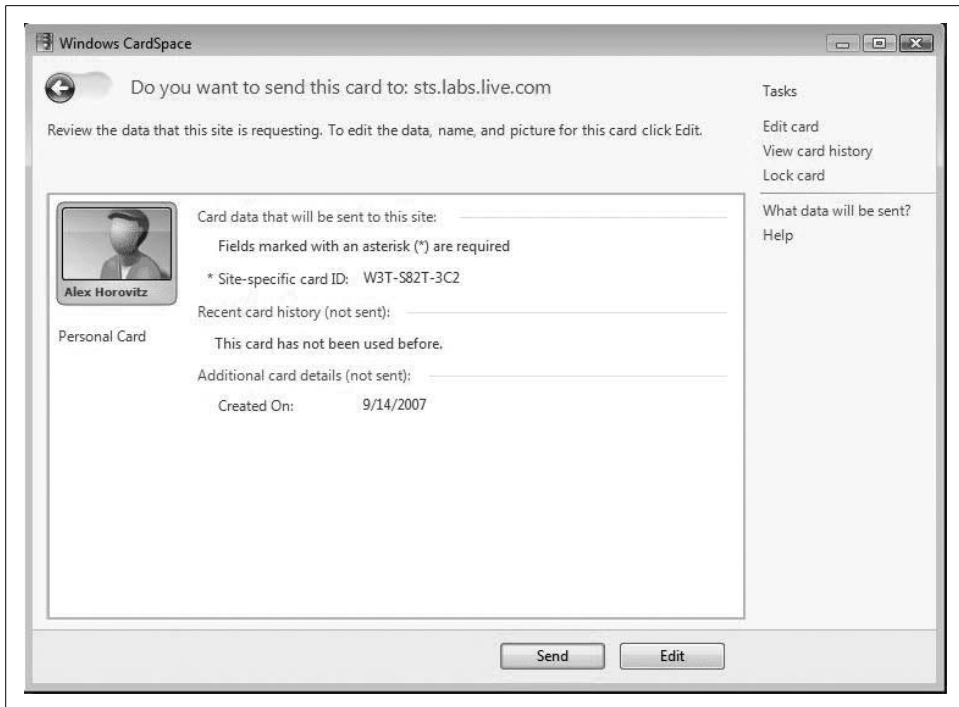 Windows CardSpace
Do you want to send this card to: sts.labs.live.com
Review the data that this site is requesting. To edit the data, name, and picture for this card click Edit.
Alex Horovitz
Personal Card
Card data that will be sent to this site:
Fields marked with an asterisk (*) are required
* Site-specific card ID: W3T-S82T-3C2
Recent card history (not sent):
This card has not been used before.
Additional card details (not sent):
Created On: 9/14/2007
Tasks
Edit card
View card history
Lock card
What data will be sent?
Help
Send
Edit